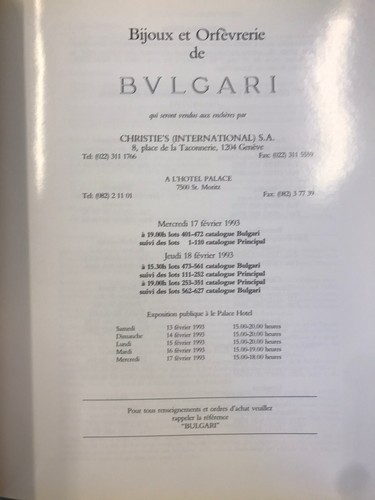 Bijoux et Orfèvrerie
de
BVLGARI
qui seront vendus aux enchères par
CHRISTIE'S (INTERNATIONAL) S.A.
8, place de la Taconnerie, 1204 Genève
Tel: (022) 311 1766 Fax: (022) 311 5559
A L'HOTEL PALACE
7500 St. Moritz
Tel: (082) 2 11 01 Fax: (082) 3 77 39
Mercredi 17 février 1993
à 19.00h lots 401-472 catalogue Bulgari
suivi des lots 1-110 catalogue Principal
Jeudi 18 février 1993
à 15.30h lots 473-561 catalogue Bulgari
suivi des lots 111-252 catalogue Principal
à 19.00h lots 253-351 catalogue Principal
suivi des lots 562-627 catalogue Bulgari
Exposition publique à le Palace Hotel
Samedi 13 février 1993 15.00-20.00 heures
Dimanche 14 février 1993 15.00-20.00 heures
Lundi 15 février 1993 15.00-20.00 heures
Mardi 16 février 1993 15.00-19.00 heures
Mercredi 17 février 1993 15.00-18.00 heures
Pour tous renseignements et ordres d'achat veuillez
rappeler la référence
"BULGARI"